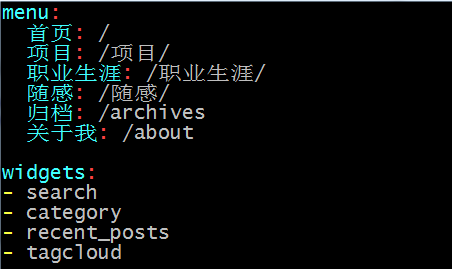 menu:
  首页: /
  项目: /项目/
  职业生涯: /职业生涯/
  随感: /随感/
  归档: /archives
  关于我: /about

widgets:
- search
- category
- recent_posts
- tagcloud